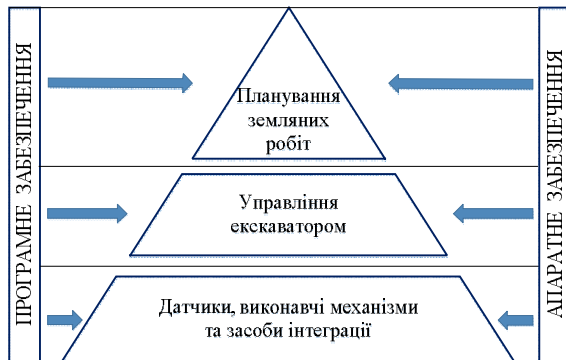 ПРОГРАМНЕ ЗАБЕЗПЕЧЕННЯ
Планування
земляних
робіт
Управління
екскаватором
Датчики, виконавчі механізми
та засоби інтеграції
АПАРАТНЕ ЗАБЕЗПЕЧЕННЯ